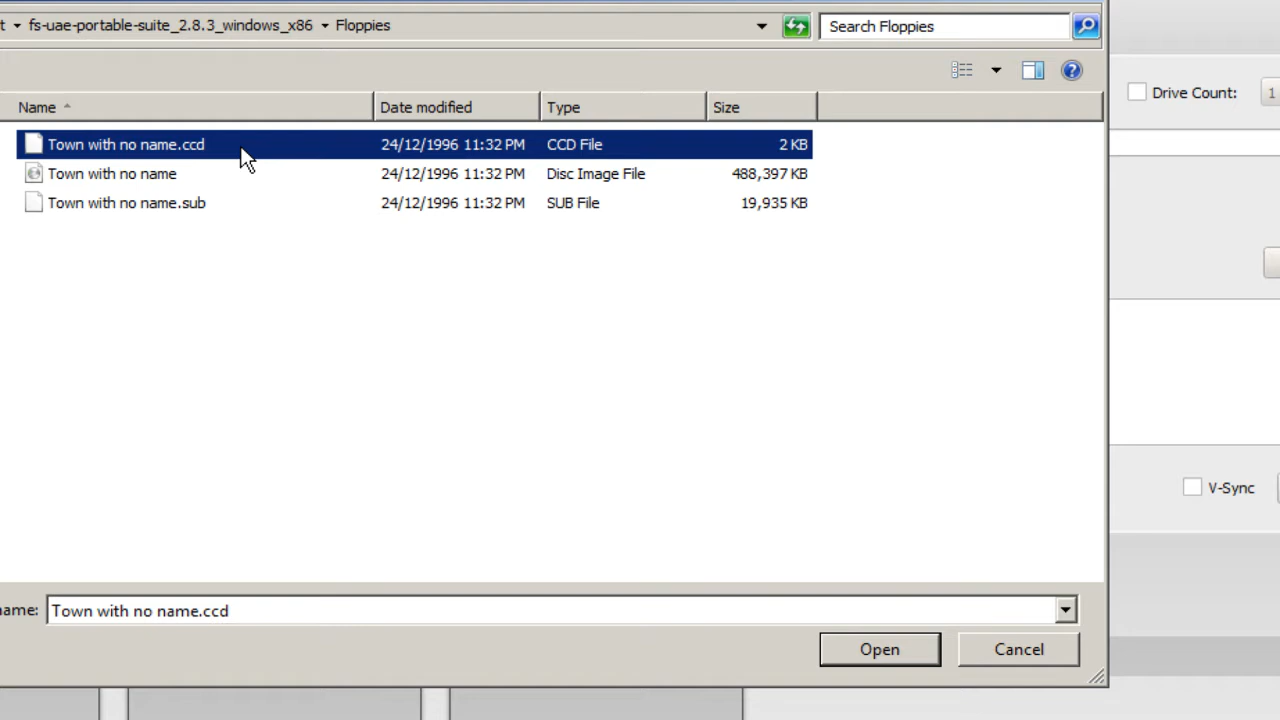 t fs-uae-portable-suite_2.8.3_windows_x86 Floppies Search Floppies
Drive Count: 1
Name Date modified Type Size
Town with no name.ccd 24/12/1996 11:32 PM CCD File 2 KB
Town with no name 24/12/1996 11:32 PM Disc Image File 488,397 KB
Town with no name.sub 24/12/1996 11:32 PM SUB File 19,935 KB
V-Sync
ame: Town with no name.ccd
Open Cancel